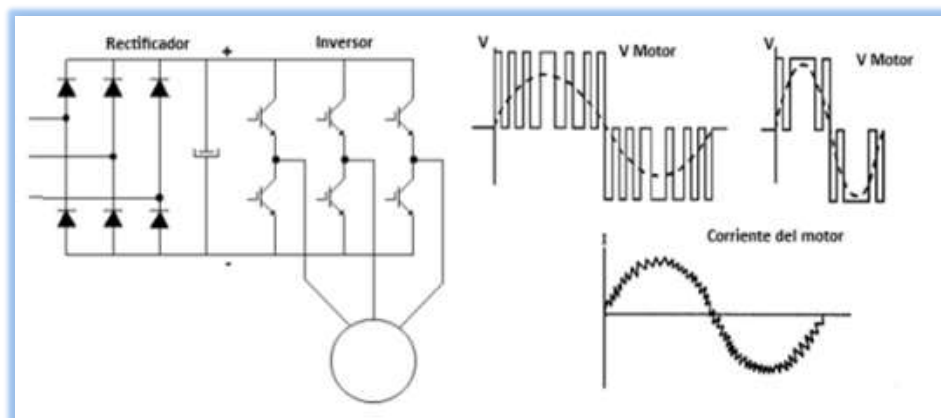 Rectificador
+
Inversor
-
V
V Motor
V
V Motor
Corriente del motor
I